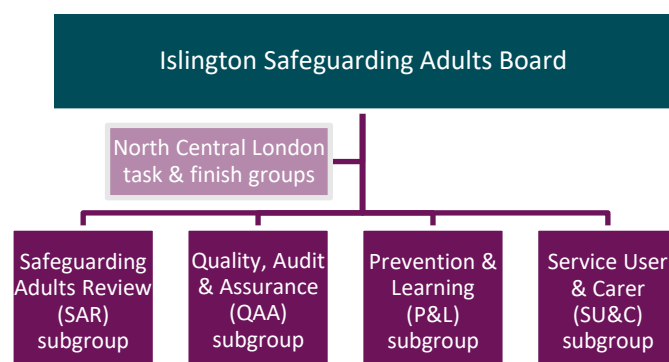 Islington Safeguarding Adults Board
North Central London
task & finish groups
Safeguarding
Adults Review
(SAR)
subgroup
Quality, Audit
& Assurance
(QAA)
subgroup
Prevention &
Learning
(P&L)
subgroup
Service User
& Carer
(SU&C)
subgroup